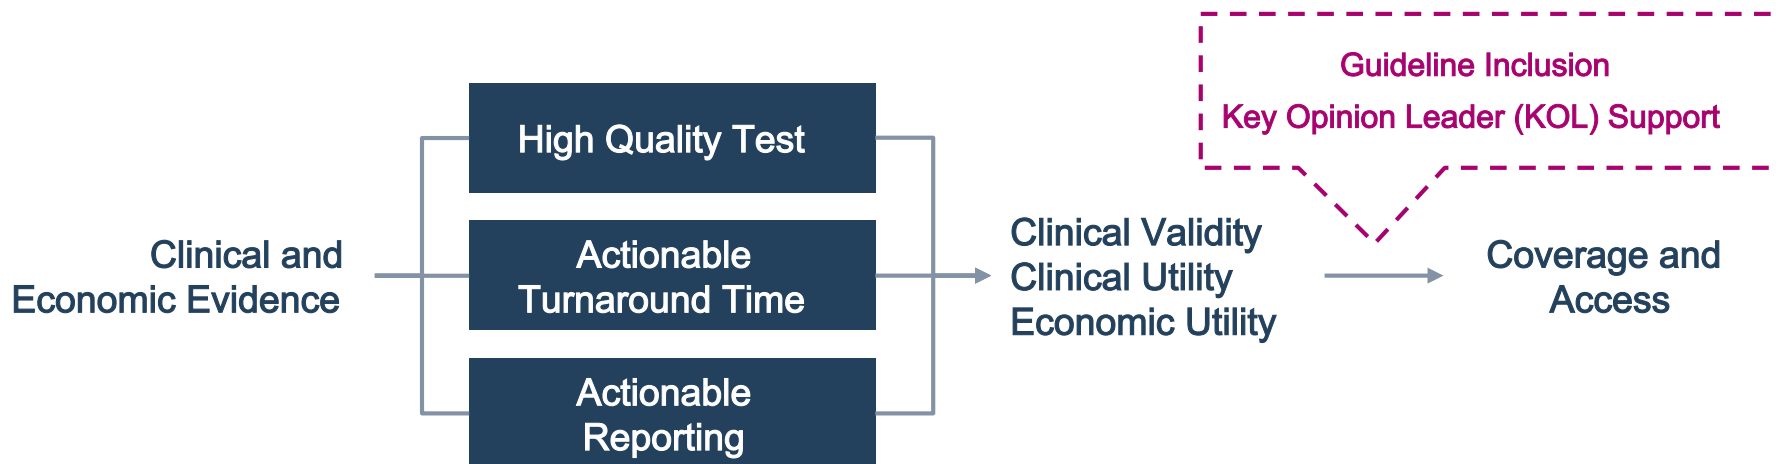 Guideline Inclusion
Key Opinion Leader (KOL) Support
Clinical and
Economic Evidence
High Quality Test
Actionable
Turnaround Time
Actionable
Reporting
Clinical Validity
Clinical Utility
Economic Utility
Coverage and
Access